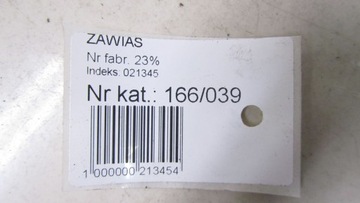 ZAWIAS
Nr fabr. 23%
Indeks: 021345
Nr kat.: 166/039
1 000000 213454